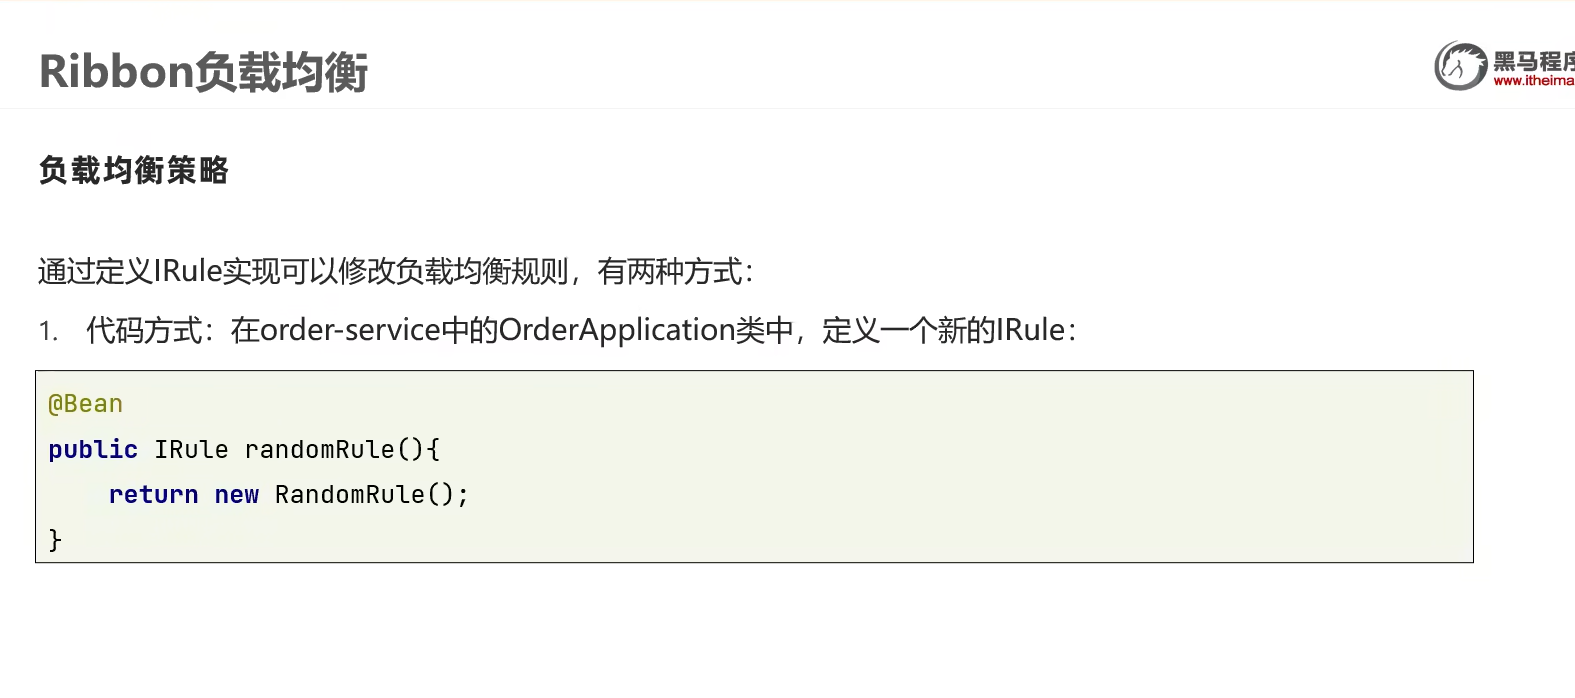 Ribbon负载均衡
黑马程序
www.itheima
负载均衡策略
通过定义IRule实现可以修改负载均衡规则，有两种方式：
1. 代码方式：在order-service中的OrderApplication类中，定义一个新的IRule：
@Bean
public IRule randomRule(){
    return new RandomRule();
}